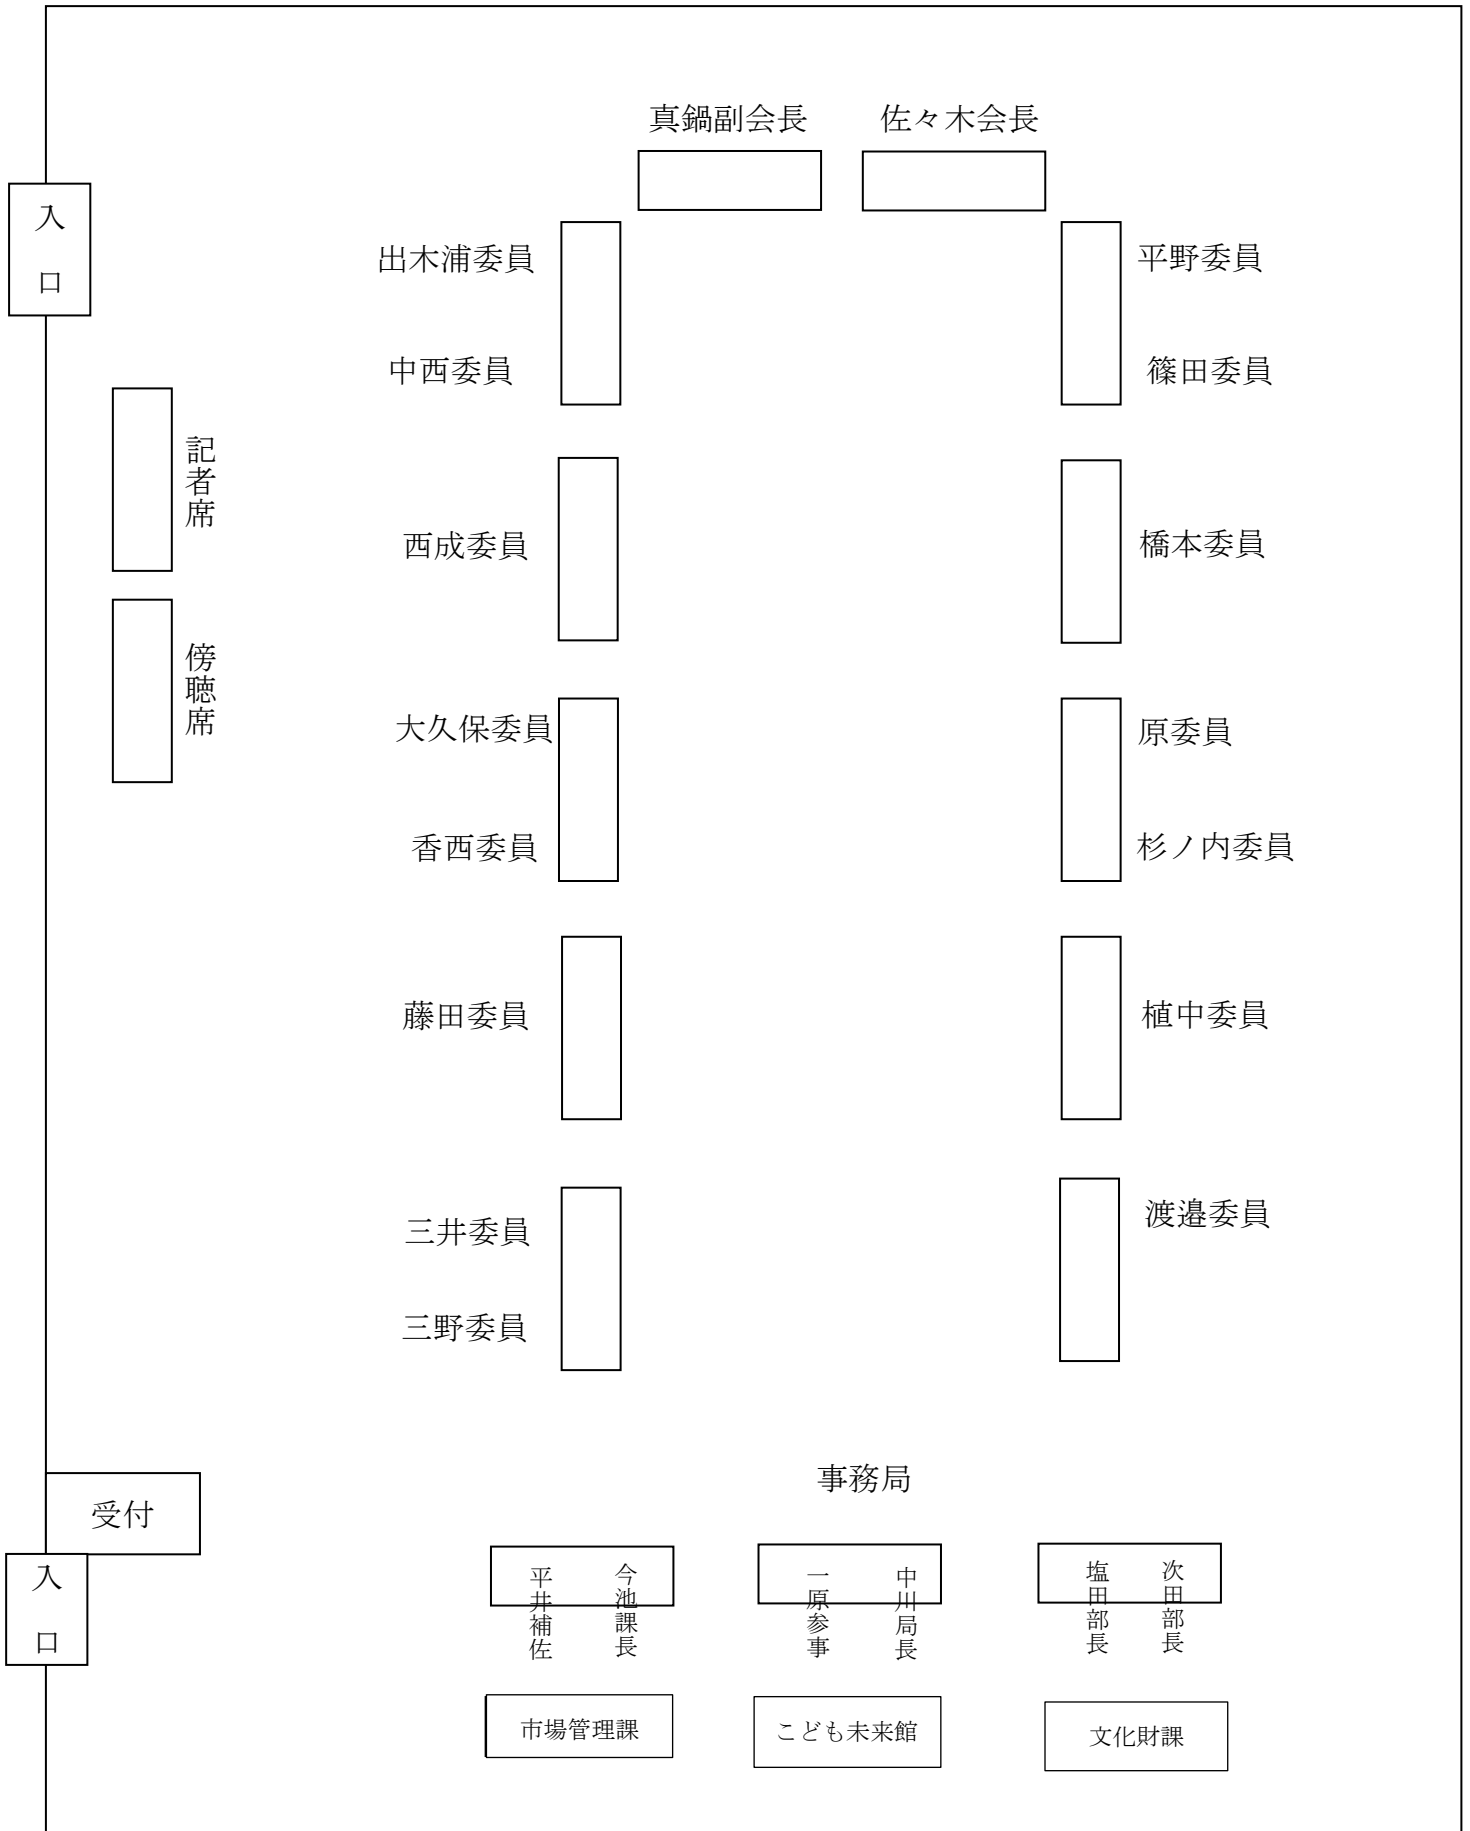 真鍋副会長
佐々木会長
入口
出木浦委員
平野委員
中西委員
篠田委員
記者席
西成委員
橋本委員
傍聴席
大久保委員
原委員
香西委員
杉ノ内委員
藤田委員
植中委員
三井委員
渡邉委員
三野委員
事務局
受付
入口
平井補佐
今池課長
一原参事
中川局長
塩田部長
次田部長
市場管理課
こども未来館
文化財課